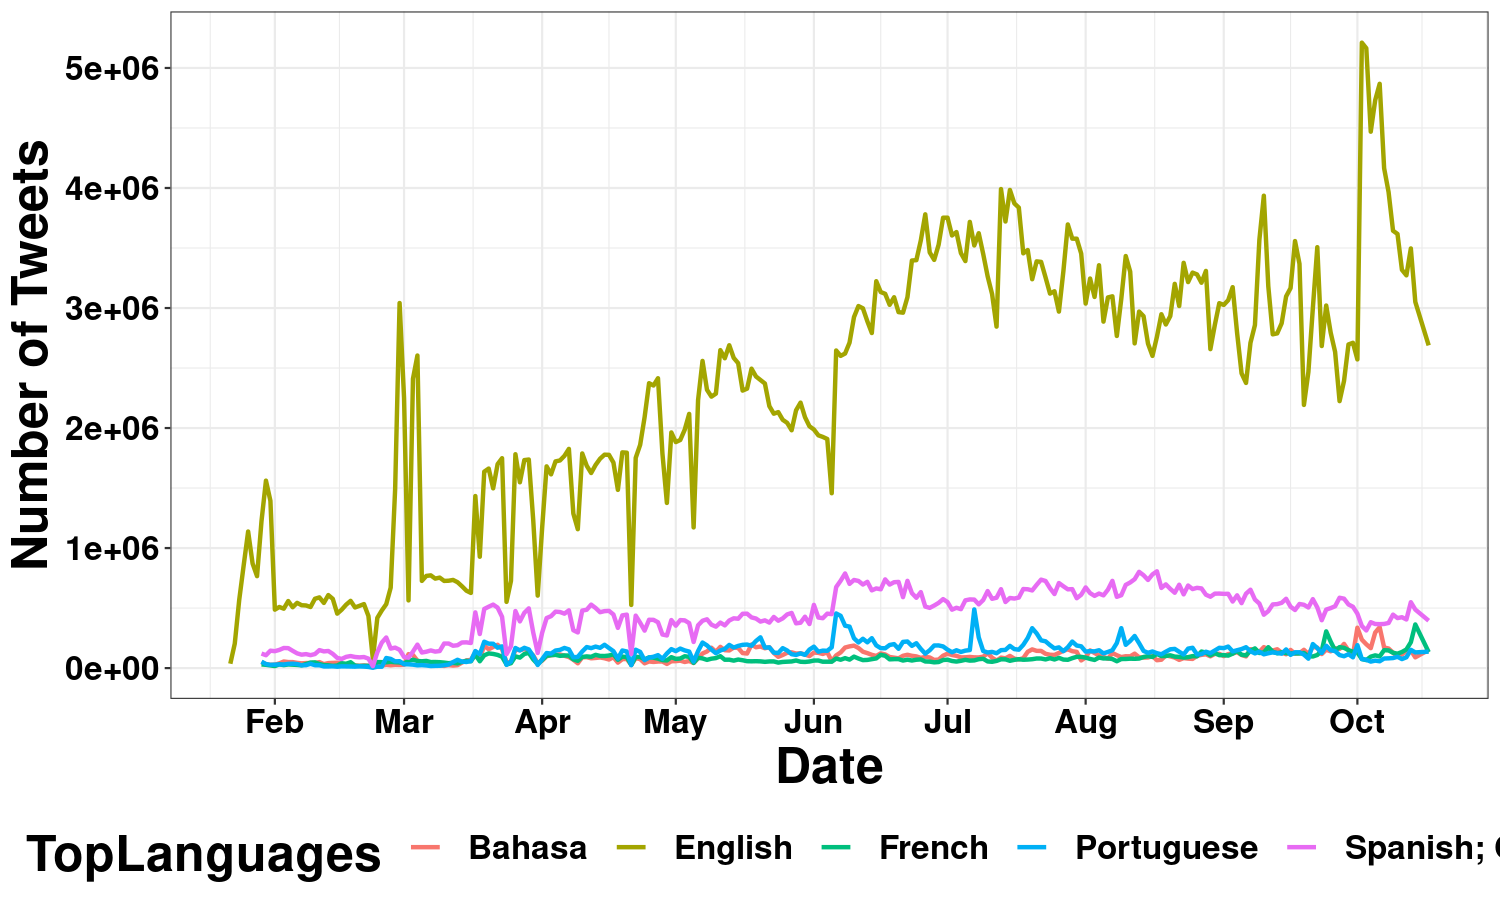 Number of Tweets
5e+06
4e+06
3e+06
2e+06
1e+06
0e+00
Feb Mar Apr May Jun Jul Aug Sep Oct
Date
TopLanguages Bahasa English French Portuguese Spanish;